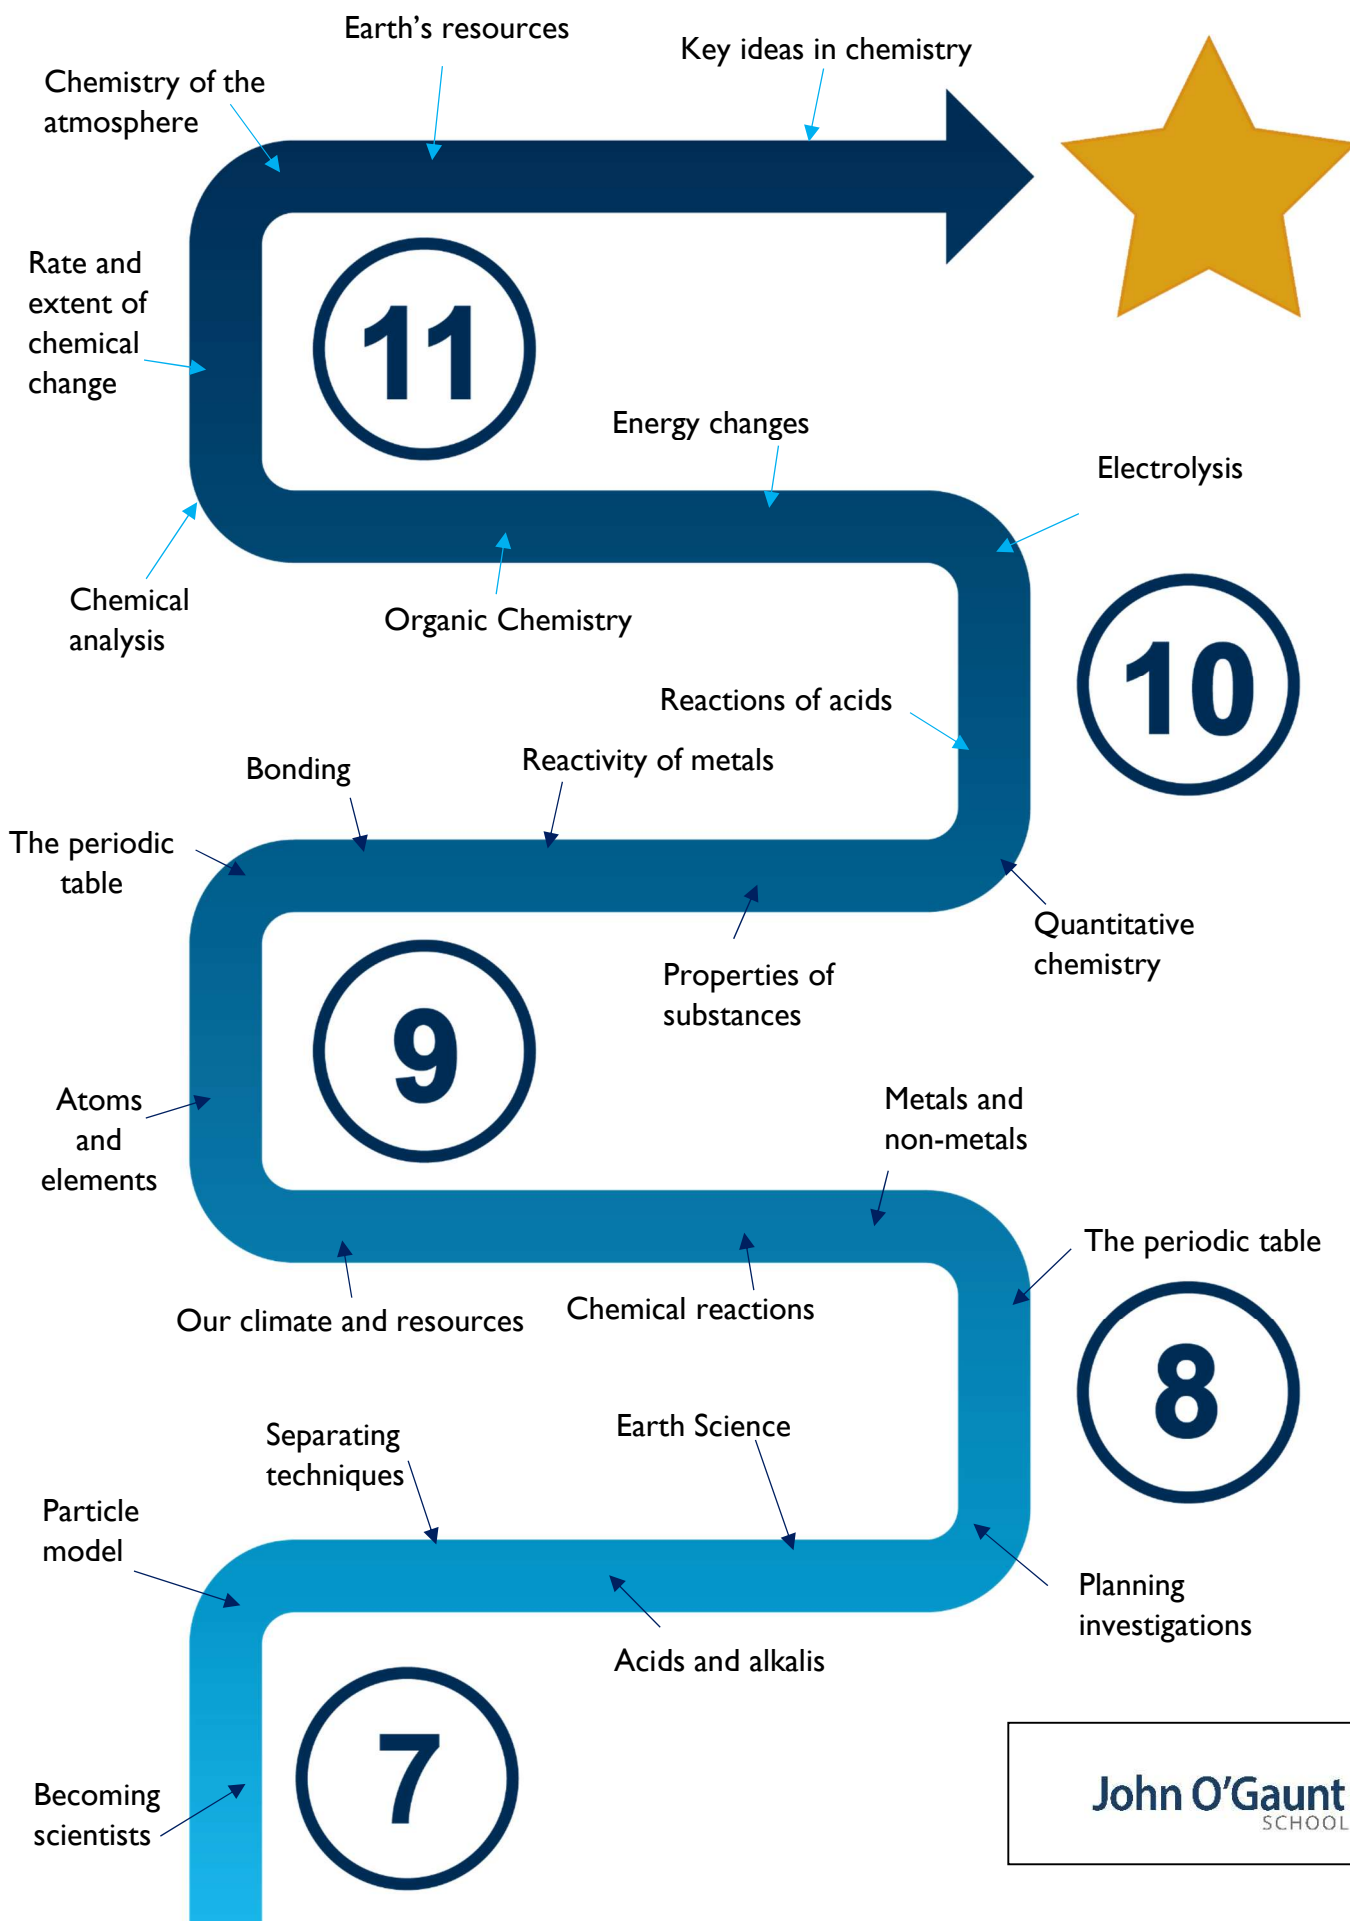 Earth's resources
Key ideas in chemistry
Chemistry of the
atmosphere
Rate and
extent of
chemical
change
11
Energy changes
Electrolysis
Chemical
analysis
Organic Chemistry
10
Reactions of acids
Bonding
Reactivity of metals
The periodic
table
Quantitative
chemistry
Properties of
substances
9
Atoms
and
elements
Metals and
non-metals
The periodic table
Our climate and resources
Chemical reactions
8
Separating
techniques
Earth Science
Particle
model
Planning
investigations
Acids and alkalis
7
Becoming
scientists
John O'Gaunt
SCHOOL